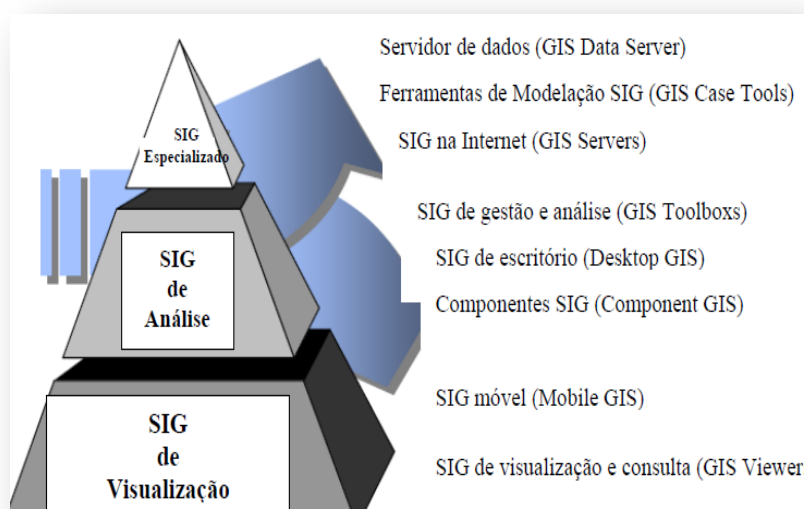 Servidor de dados (GIS Data Server)
Ferramentas de Modelação SIG (GIS Case Tools)
SIG na Internet (GIS Servers)
SIG
Especializado
SIG de gestão e análise (GIS Toolboxs)
SIG de escritório (Desktop GIS)
Componentes SIG (Component GIS)
SIG
de
Análise
SIG móvel (Mobile GIS)
SIG de visualização e consulta (GIS Viewer
SIG
de
Visualização